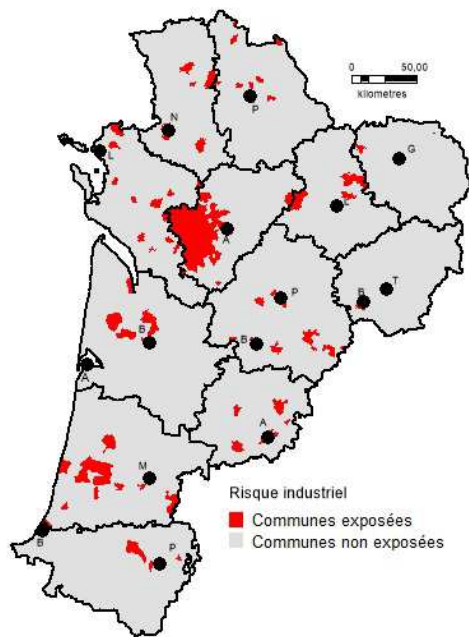 0 50,00
kilometres
P
N
L
G
L
A
P
T
B
B
B
A
A
M
B
P
Risque industriel
Communes exposées
Communes non exposées